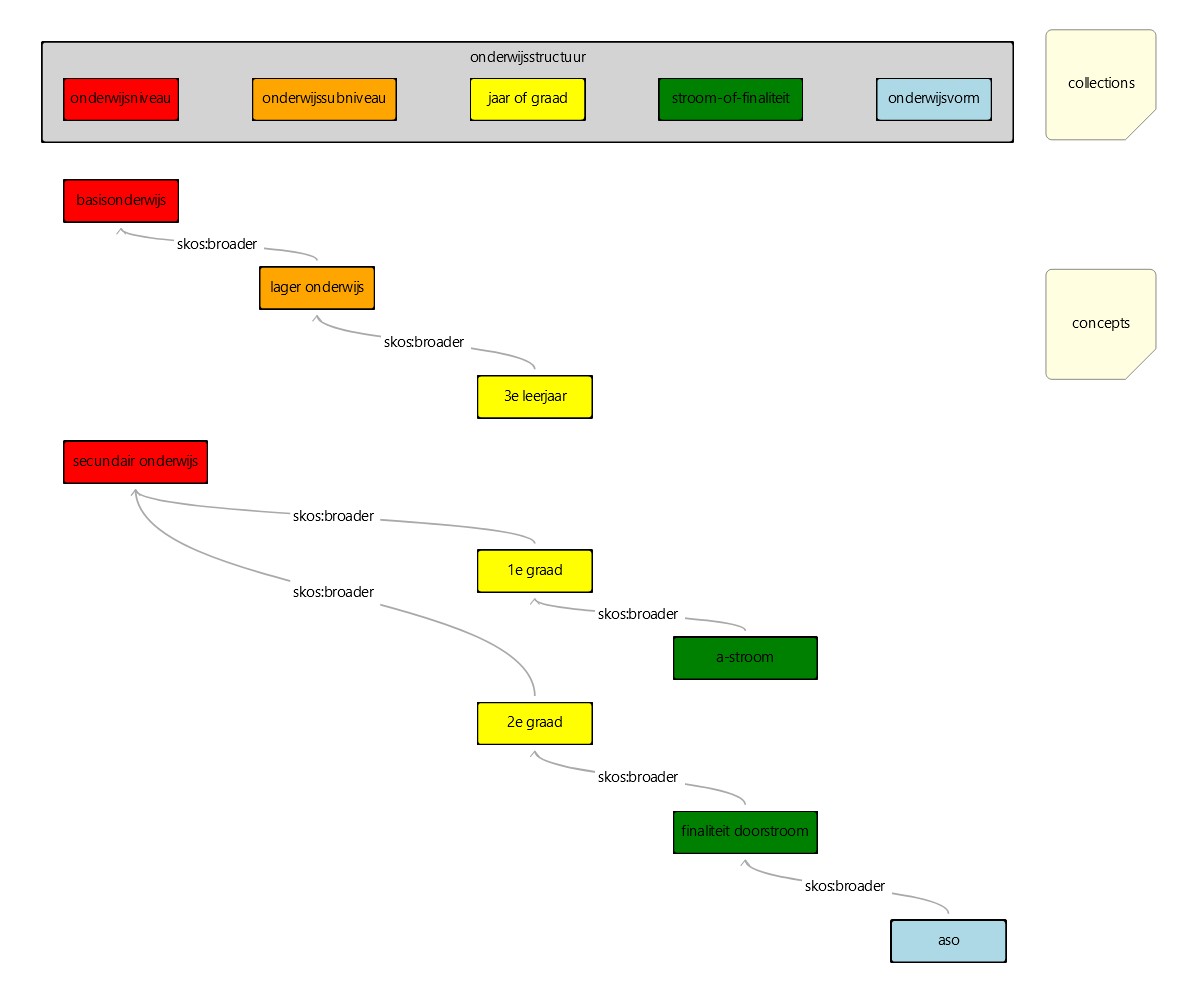 onderwijsstructuur
onderwijsniveau
onderwijssubniveau
jaar of graad
stroom-of-finaliteit
onderwijsvorm
collections
basisonderwijs
skos:broader
lager onderwijs
skos:broader
concepts
3e leerjaar
secundair onderwijs
skos:broader
1e graad
skos:broader
skos:broader
a-stroom
2e graad
skos:broader
finaliteit doorstroom
skos:broader
aso